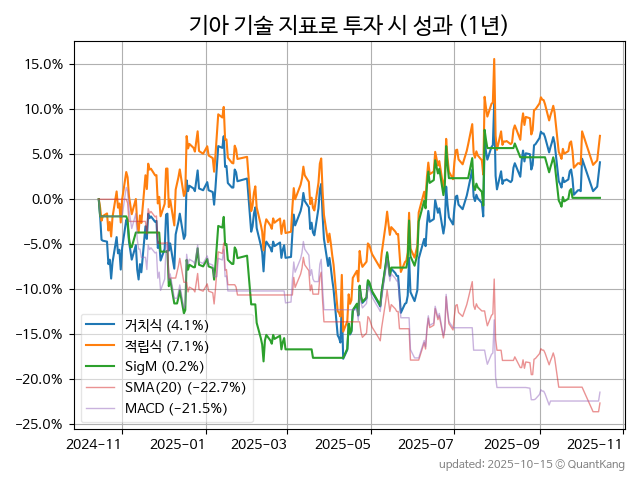 기아 기술 지표로 투자 시 성과 (1년)
15.0%
10.0%
5.0%
0.0%
−5.0%
−10.0%
−15.0%
−20.0%
−25.0%
거치식 (4.1%)
적립식 (7.1%)
SigM (0.2%)
SMA(20) (−22.7%)
MACD (−21.5%)
2024-11 2025-01 2025-03 2025-05 2025-07 2025-09 2025-11
updated: 2025-10-15 ⓒ QuantKang